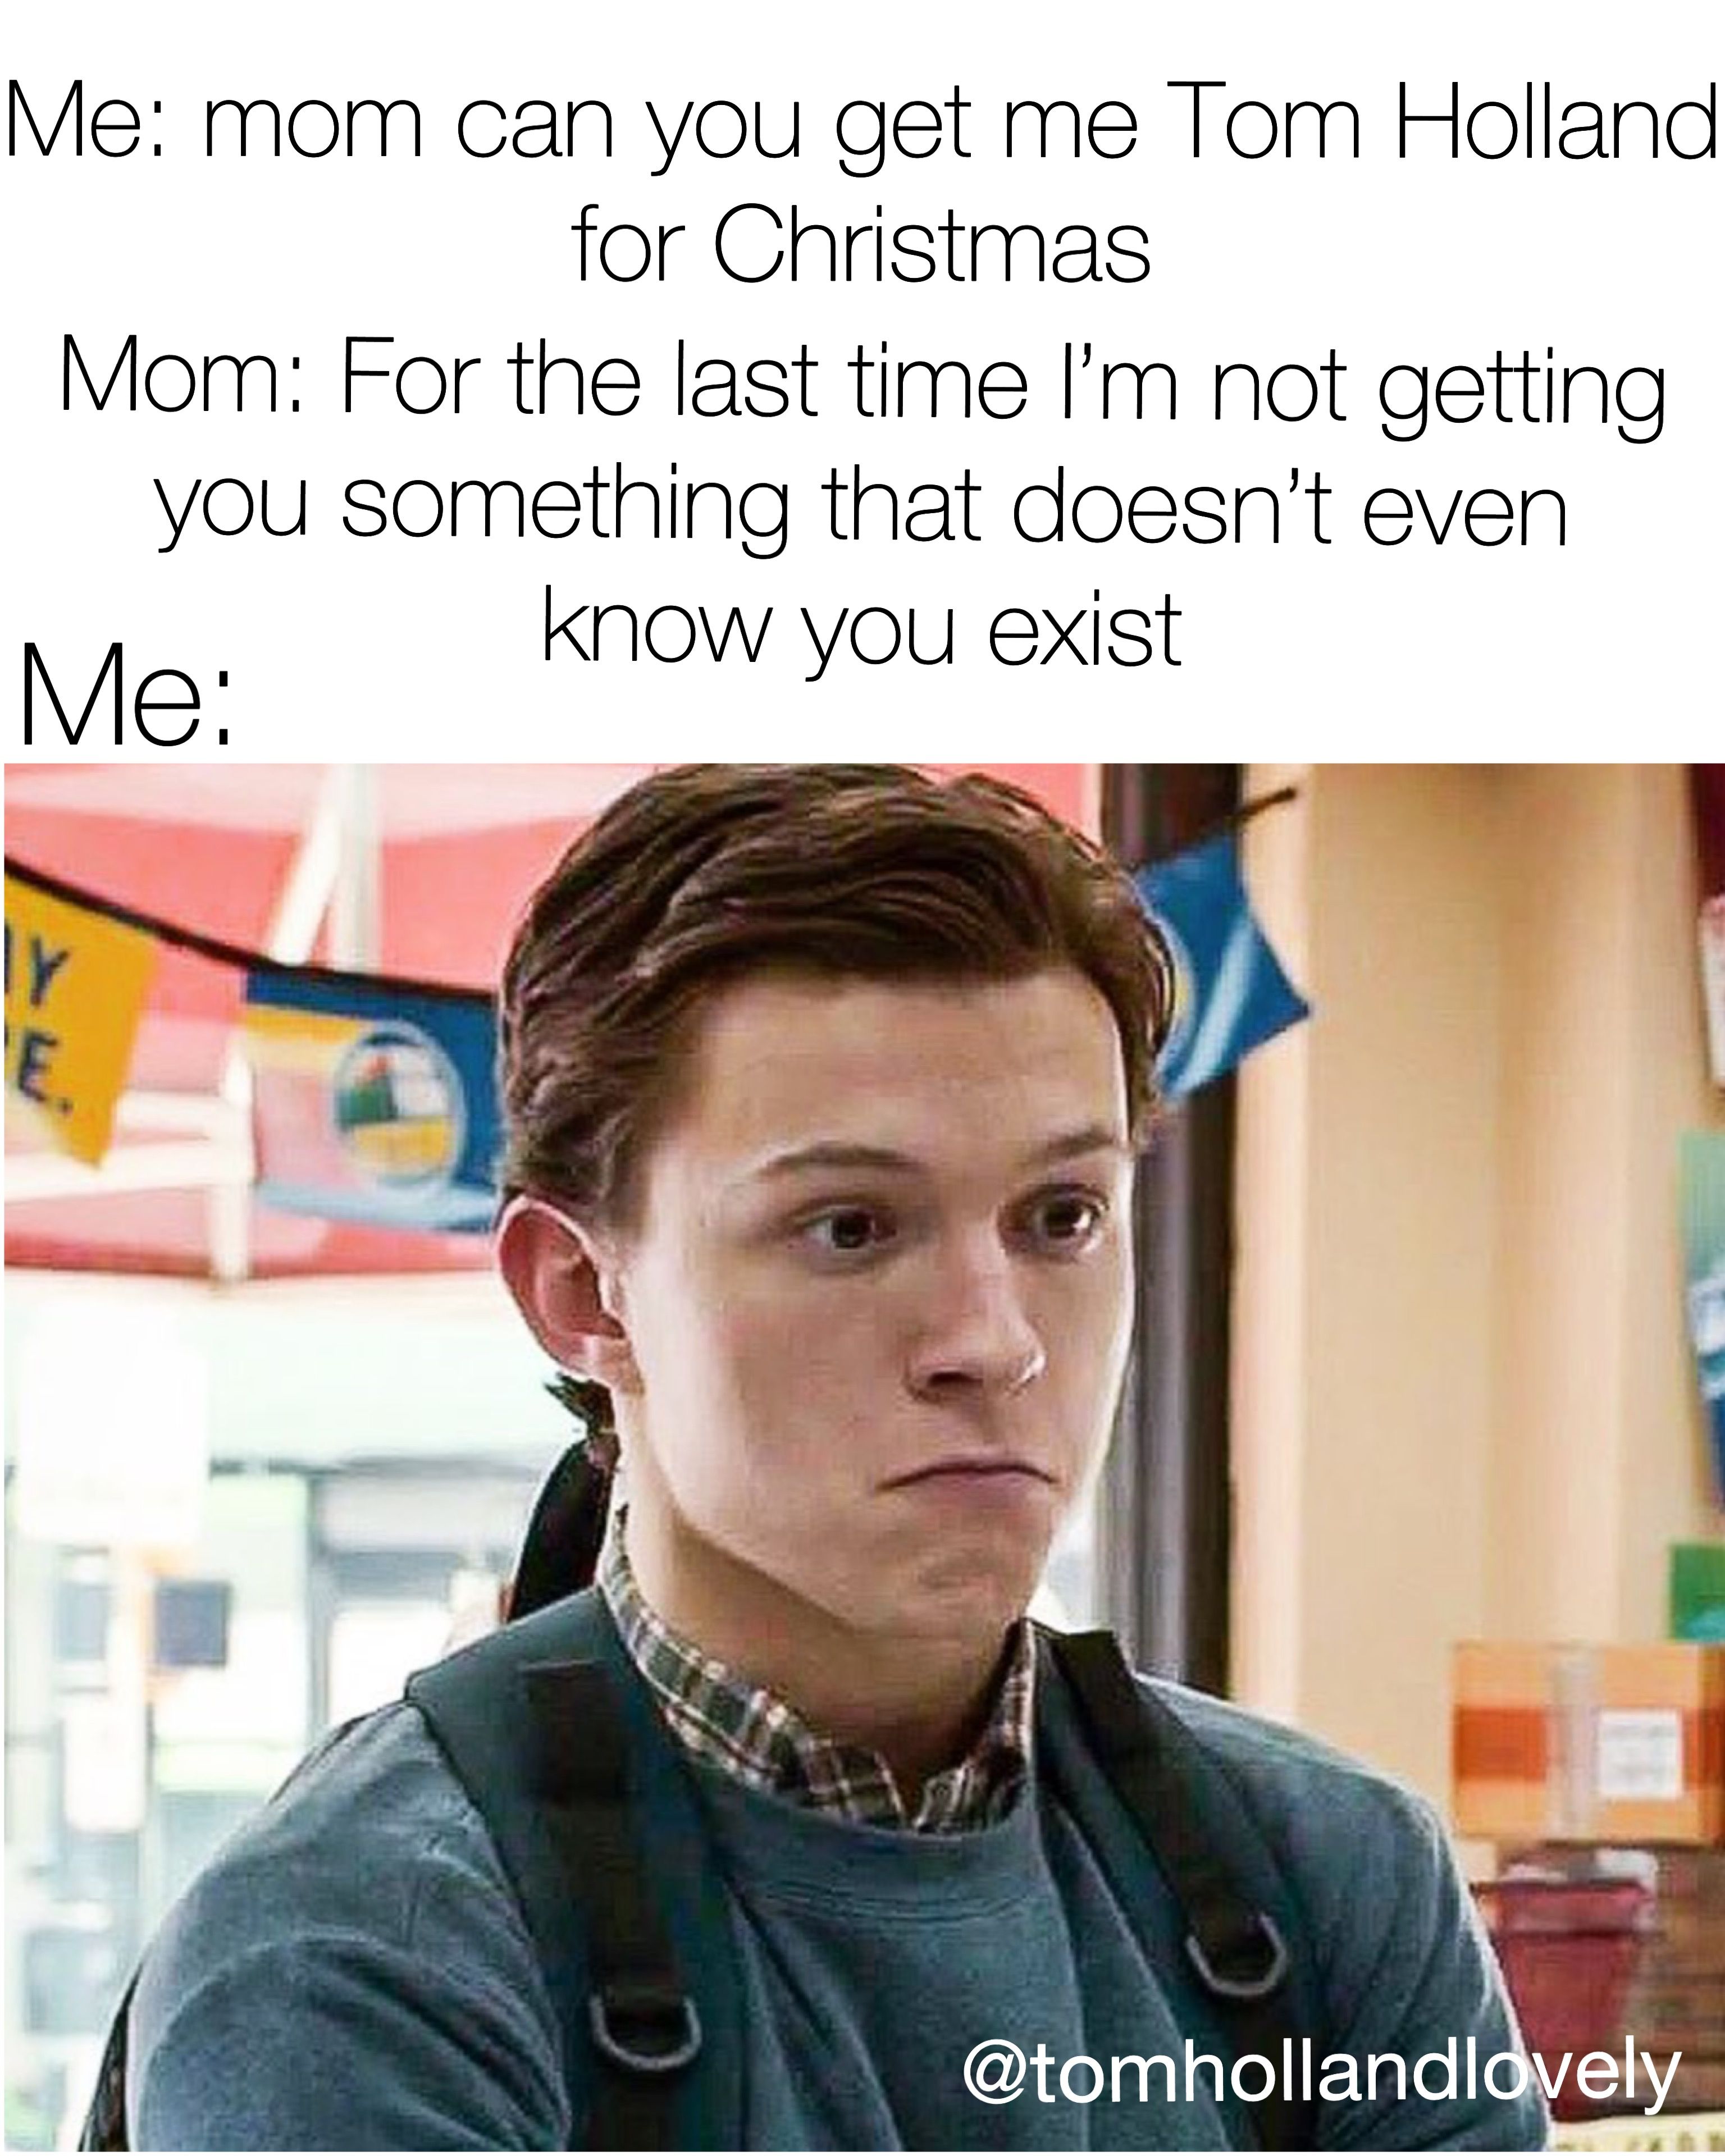 Me: mom can you get me Tom Holland
for Christmas
Mom: For the last time I’m not getting
you something that doesn’t even
know you exist
Me:
Y
E.
@tomhollandlovely